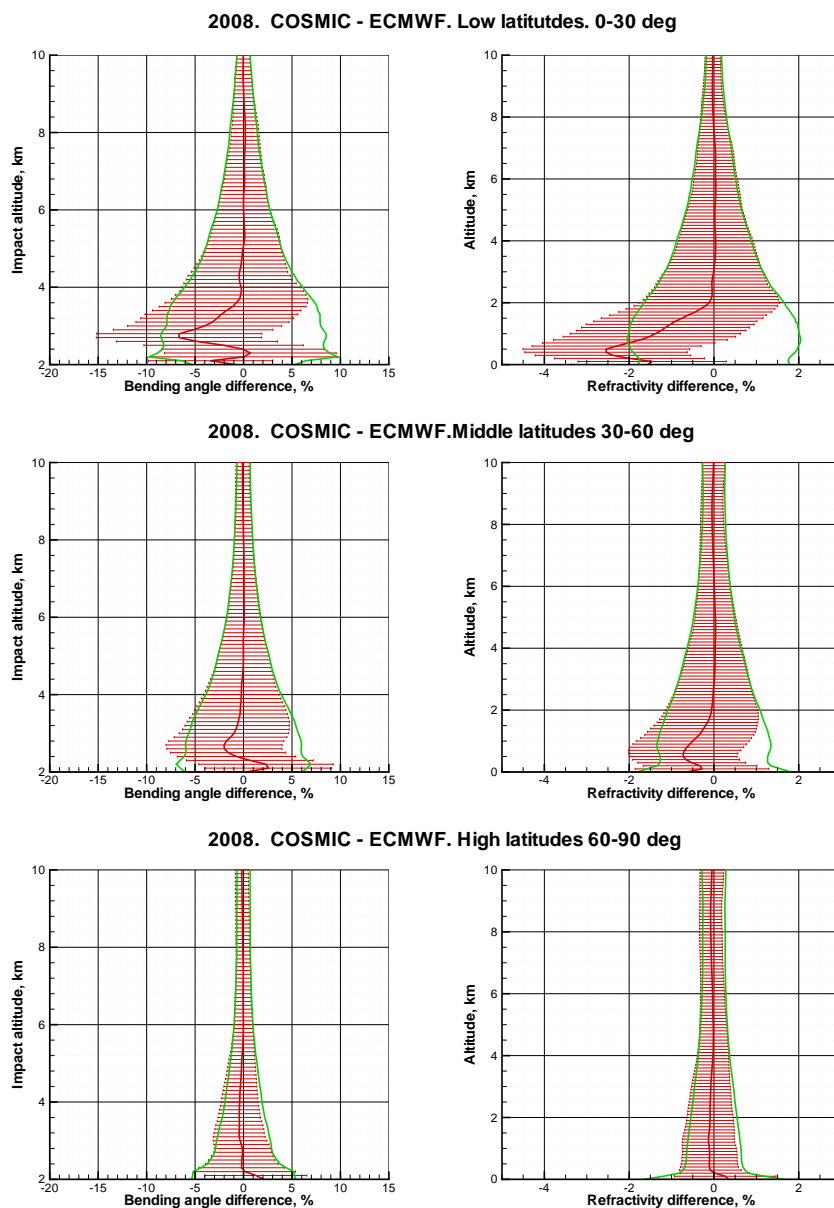 2008. COSMIC - ECMWF. Low latitutdes. 0-30 deg
10
8
6
4
2
Impact altitude, km
-20 -15 -10 -5 0 5 10 15
Bending angle difference, %
10
8
6
4
2
0
Altitude, km
-4 -2 0 2
Refractivity difference, %
2008. COSMIC - ECMWF.Middle latitudes 30-60 deg
10
8
6
4
2
Impact altitude, km
-20 -15 -10 -5 0 5 10 15
Bending angle difference, %
10
8
6
4
2
0
Altitude, km
-4 -2 0 2
Refractivity difference, %
2008. COSMIC - ECMWF. High latitudes 60-90 deg
10
8
6
4
2
Impact altitude, km
-20 -15 -10 -5 0 5 10 15
Bending angle difference, %
10
8
6
4
2
0
Altitude, km
-4 -2 0 2
Refractivity difference, %